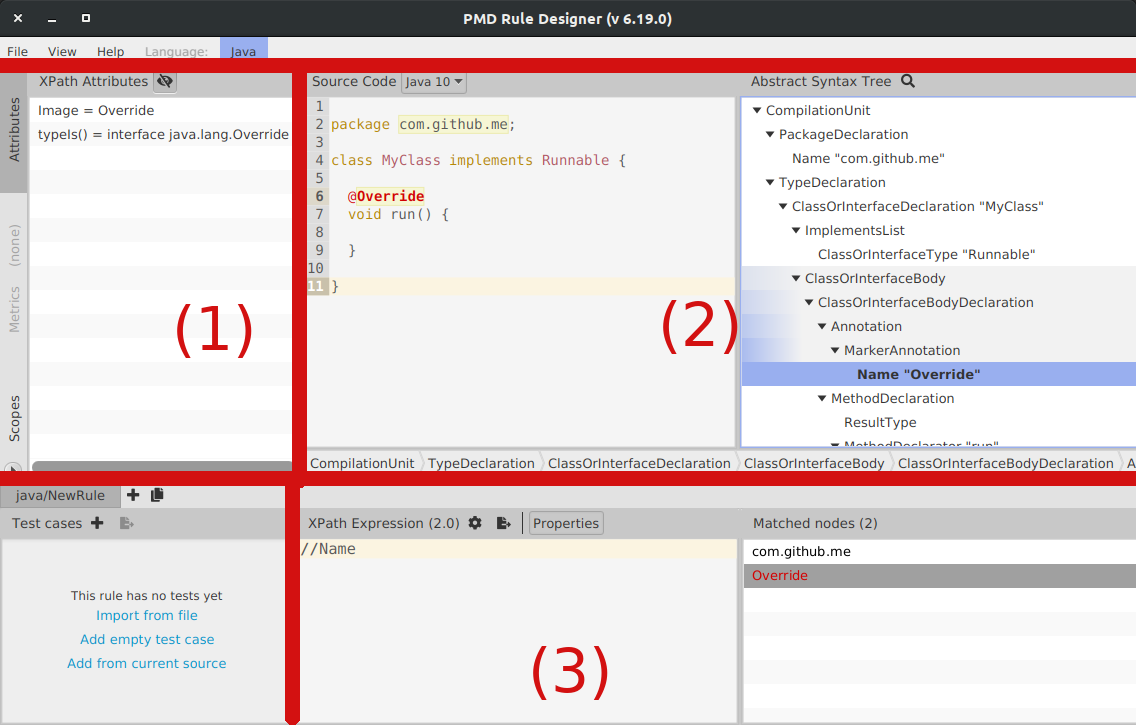 PMD Rule Designer (v 6.19.0)
File View Help Language: Java
XPath Attributes
Image = Override
typeIs() = interface java.lang.Override
Attributes
(none)
Metrics
Scopes
(1)
Source Code Java 10
1
2 package com.github.me;
3
4 class MyClass implements Runnable {
5
6 @Override
7 void run() {
8
9 }
10
11 }
(2)
Abstract Syntax Tree
CompilationUnit
PackageDeclaration
Name "com.github.me"
TypeDeclaration
ClassOrInterfaceDeclaration "MyClass"
ImplementsList
ClassOrInterfaceType "Runnable"
ClassOrInterfaceBody
ClassOrInterfaceBodyDeclaration
Annotation
MarkerAnnotation
Name "Override"
MethodDeclaration
ResultType
MethodDeclarator "run"
CompilationUnit TypeDeclaration ClassOrInterfaceDeclaration ClassOrInterfaceBody ClassOrInterfaceBodyDeclaration A
java/NewRule
Test cases
This rule has no tests yet
Import from file
Add empty test case
Add from current source
XPath Expression (2.0) Properties
//Name
(3)
Matched nodes (2)
com.github.me
Override